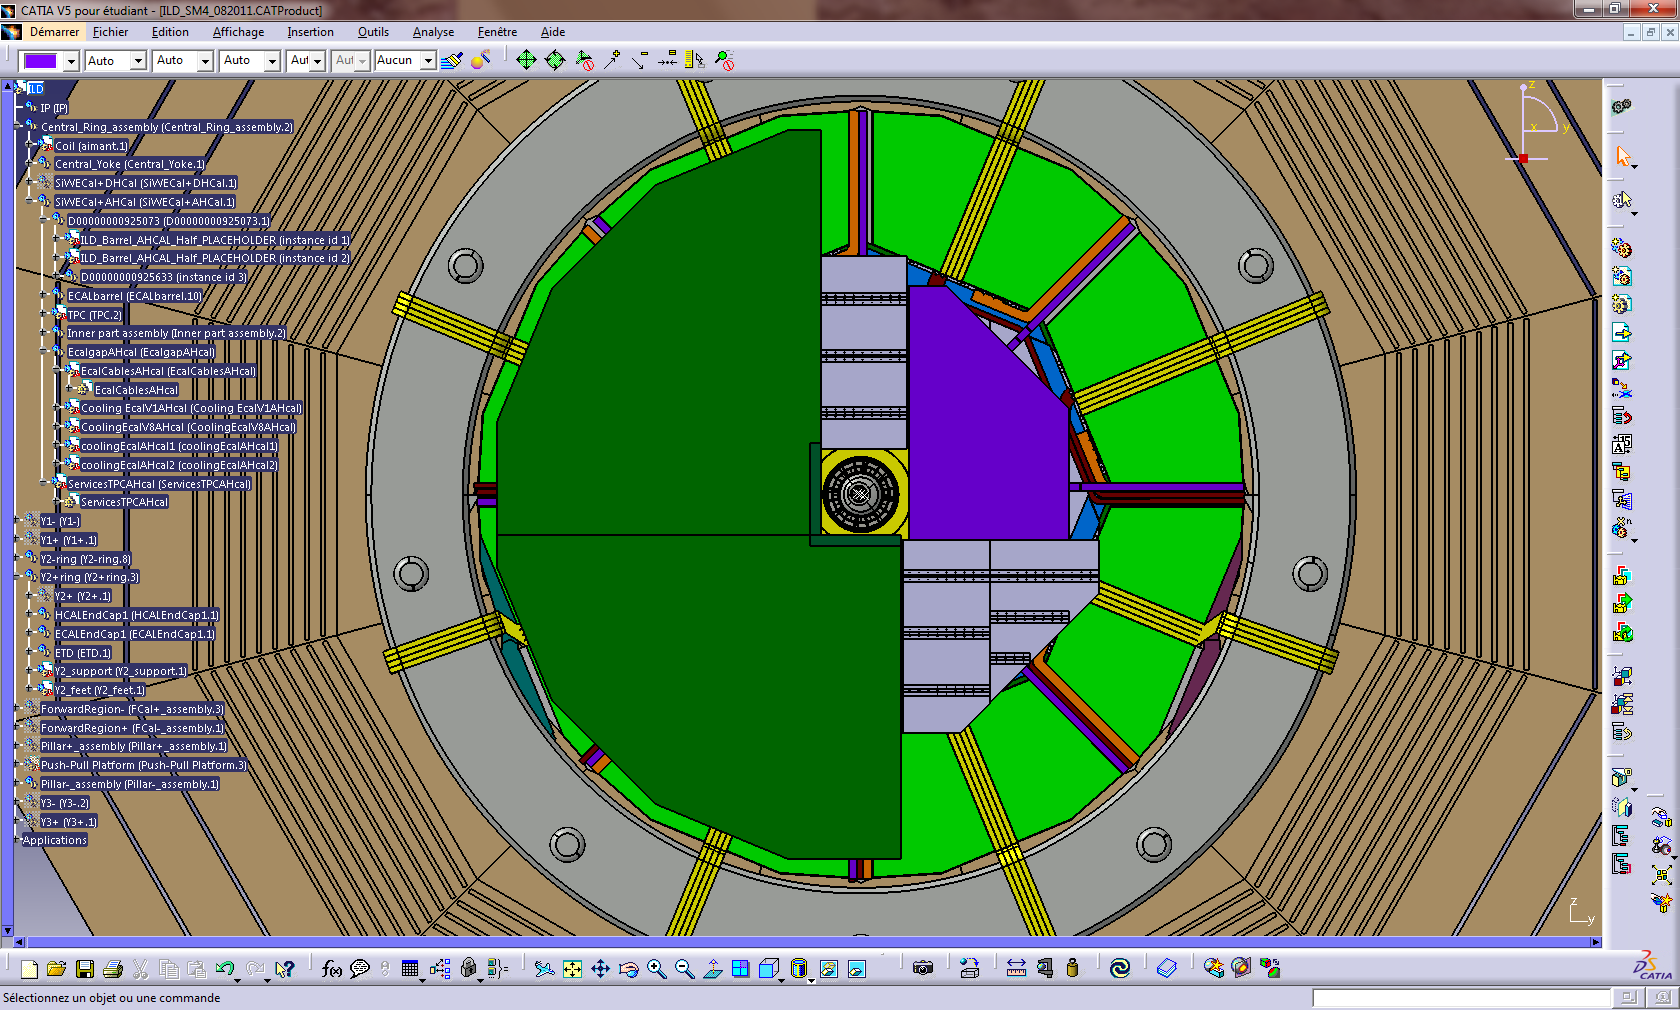 CATIA V5 pour étudiant - [ILD_SM4_082011.CATProduct]
Démarrer Fichier Edition Affichage Insertion Outils Analyse Fenêtre Aide
Auto Auto Auto Aut Aut Aucun
ILD
IP (IP)
Central_Ring_assembly (Central_Ring_assembly.2)
Coil (aimant.1)
Central_Yoke (Central_Yoke.1)
SiWECal+DHCal (SiWECal+DHCal.1)
SiWECal+AHCal (SiWECal+AHCal.1)
D00000000925073 (D00000000925073.1)
ILD_Barrel_AHCAL_Half_PLACEHOLDER (instance id 1)
ILD_Barrel_AHCAL_Half_PLACEHOLDER (instance id 2)
D00000000925633 (instance id 3)
ECALbarrel (ECALbarrel.10)
TPC (TPC.2)
Inner part assembly (Inner part assembly.2)
EcalgapAHcal (EcalgapAHcal)
EcalCablesAHcal (EcalCablesAHcal)
EcalCablesAHcal
Cooling EcalV1AHcal (Cooling EcalV1AHcal)
CoolingEcalV8AHcal (CoolingEcalV8AHcal)
coolingEcalAHcal1 (coolingEcalAHcal1)
coolingEcalAHcal2 (coolingEcalAHcal2)
ServicesTPCAHcal (ServicesTPCAHcal)
ServicesTPCAHcal
Y1- (Y1-)
Y1+ (Y1+.1)
Y2-ring (Y2-ring.8)
Y2+ring (Y2+ring.3)
Y2+ (Y2+.1)
HCALEndCap1 (HCALEndCap1.1)
ECALEndCap1 (ECALEndCap1.1)
ETD (ETD.1)
Y2_support (Y2_support.1)
Y2_feet (Y2_feet.1)
ForwardRegion- (FCal+_assembly.3)
ForwardRegion+ (FCal-_assembly.1)
Pillar+_assembly (Pillar+_assembly.1)
Push-Pull Platform (Push-Pull Platform.3)
Pillar-_assembly (Pillar-_assembly.1)
Y3- (Y3-.2)
Y3+ (Y3+.1)
Applications
z
x
y
z
y
f(x)
CATIA
Sélectionnez un objet ou une commande